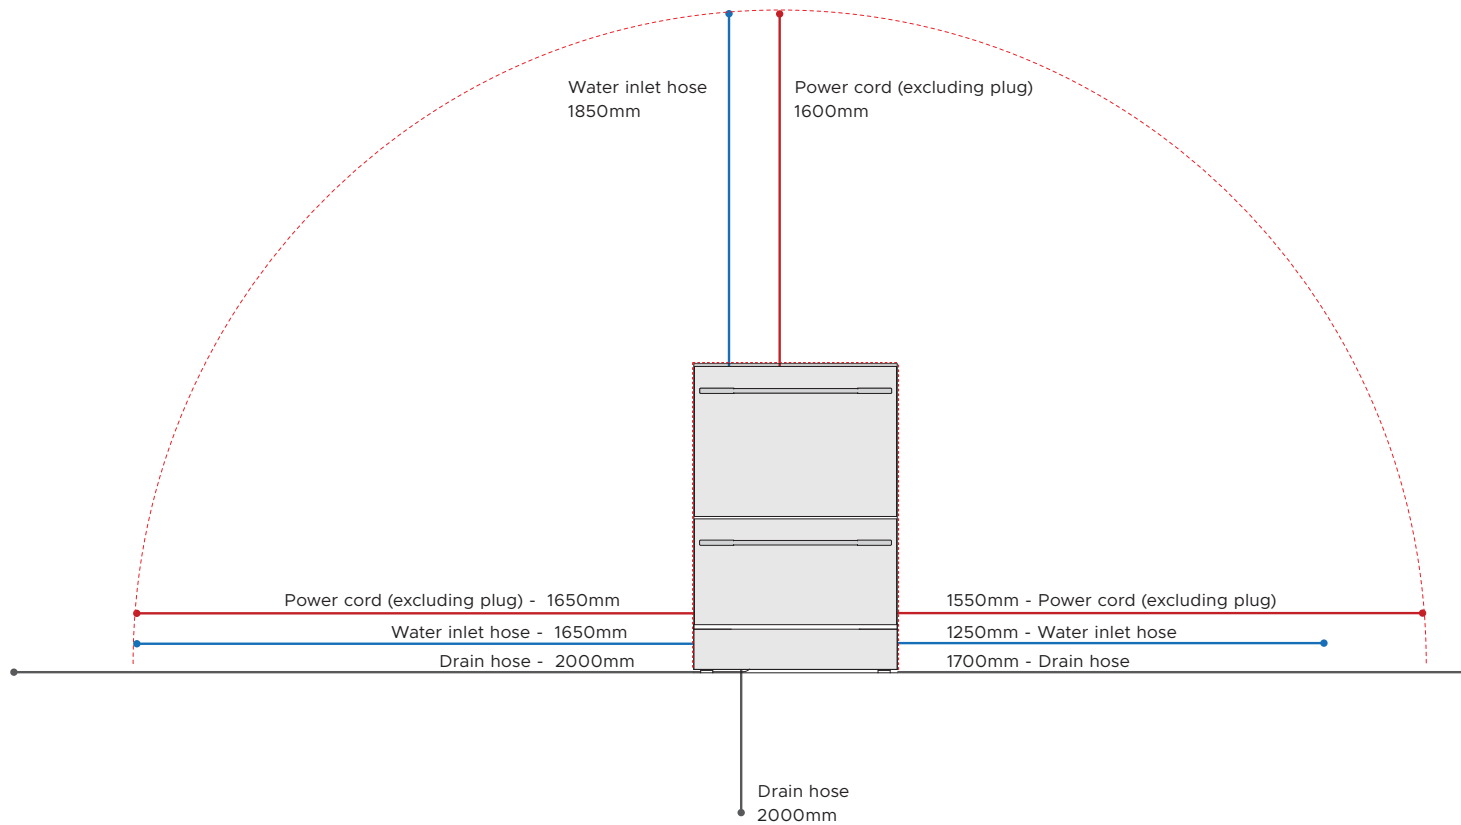 Water inlet hose
1850mm
Power cord (excluding plug)
1600mm
Power cord (excluding plug) - 1650mm
1550mm - Power cord (excluding plug)
Water inlet hose - 1650mm
1250mm - Water inlet hose
Drain hose - 2000mm
1700mm - Drain hose
Drain hose
2000mm